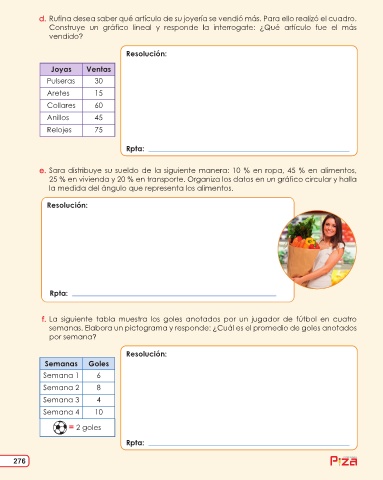 d. Rufina desea saber qué artículo de su joyería se vendió más. Para ello realizó el cuadro.
Construye un gráfico lineal y responde la interrogate: ¿Qué artículo fue el más
vendido?
Resolución:
Joyas Ventas
Pulseras 30
Aretes 15
Collares 60
Anillos 45
Relojes 75
Rpta:
e. Sara distribuye su sueldo de la siguiente manera: 10 % en ropa, 45 % en alimentos,
25 % en vivienda y 20 % en transporte. Organiza los datos en un gráfico circular y halla
la medida del ángulo que representa los alimentos.
Resolución:
Rpta:
f. La siguiente tabla muestra los goles anotados por un jugador de fútbol en cuatro
semanas. Elabora un pictograma y responde: ¿Cuál es el promedio de goles anotados
por semana?
Resolución:
Semanas Goles
Semana 1 6
Semana 2 8
Semana 3 4
Semana 4 10
= 2 goles
Rpta:
276